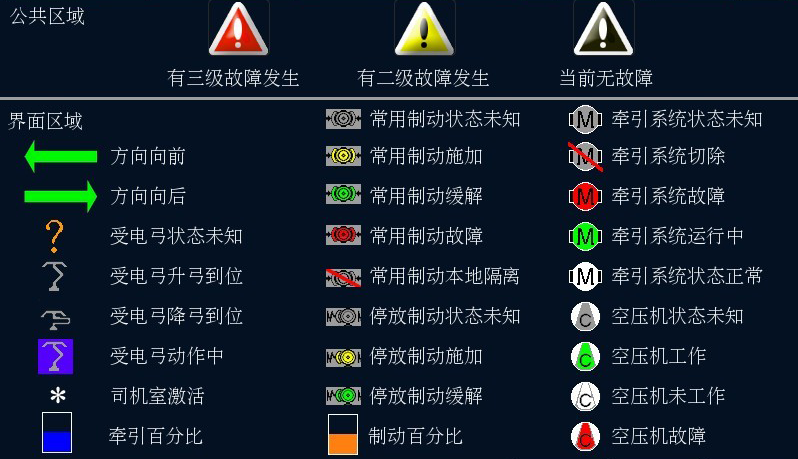 公共区域
有三级故障发生 有二级故障发生 当前无故障
界面区域 常用制动状态未知 牵引系统状态未知
方向向前 常用制动施加 牵引系统切除
方向向后 常用制动缓解 牵引系统故障
受电弓状态未知 常用制动故障 牵引系统运行中
受电弓升弓到位 常用制动本地隔离 牵引系统状态正常
受电弓降弓到位 停放制动状态未知 空压机状态未知
受电弓动作中 停放制动施加 空压机工作
司机室激活 停放制动缓解 空压机未工作
牵引百分比 制动百分比 空压机故障